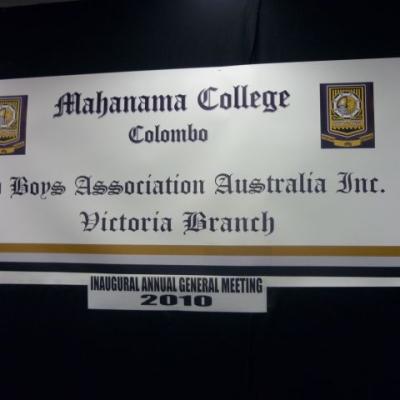 Mahanama College
Colombo
Boys Association Australia Inc.
Victoria Branch
INAUGURAL ANNUAL GENERAL MEETING
2010